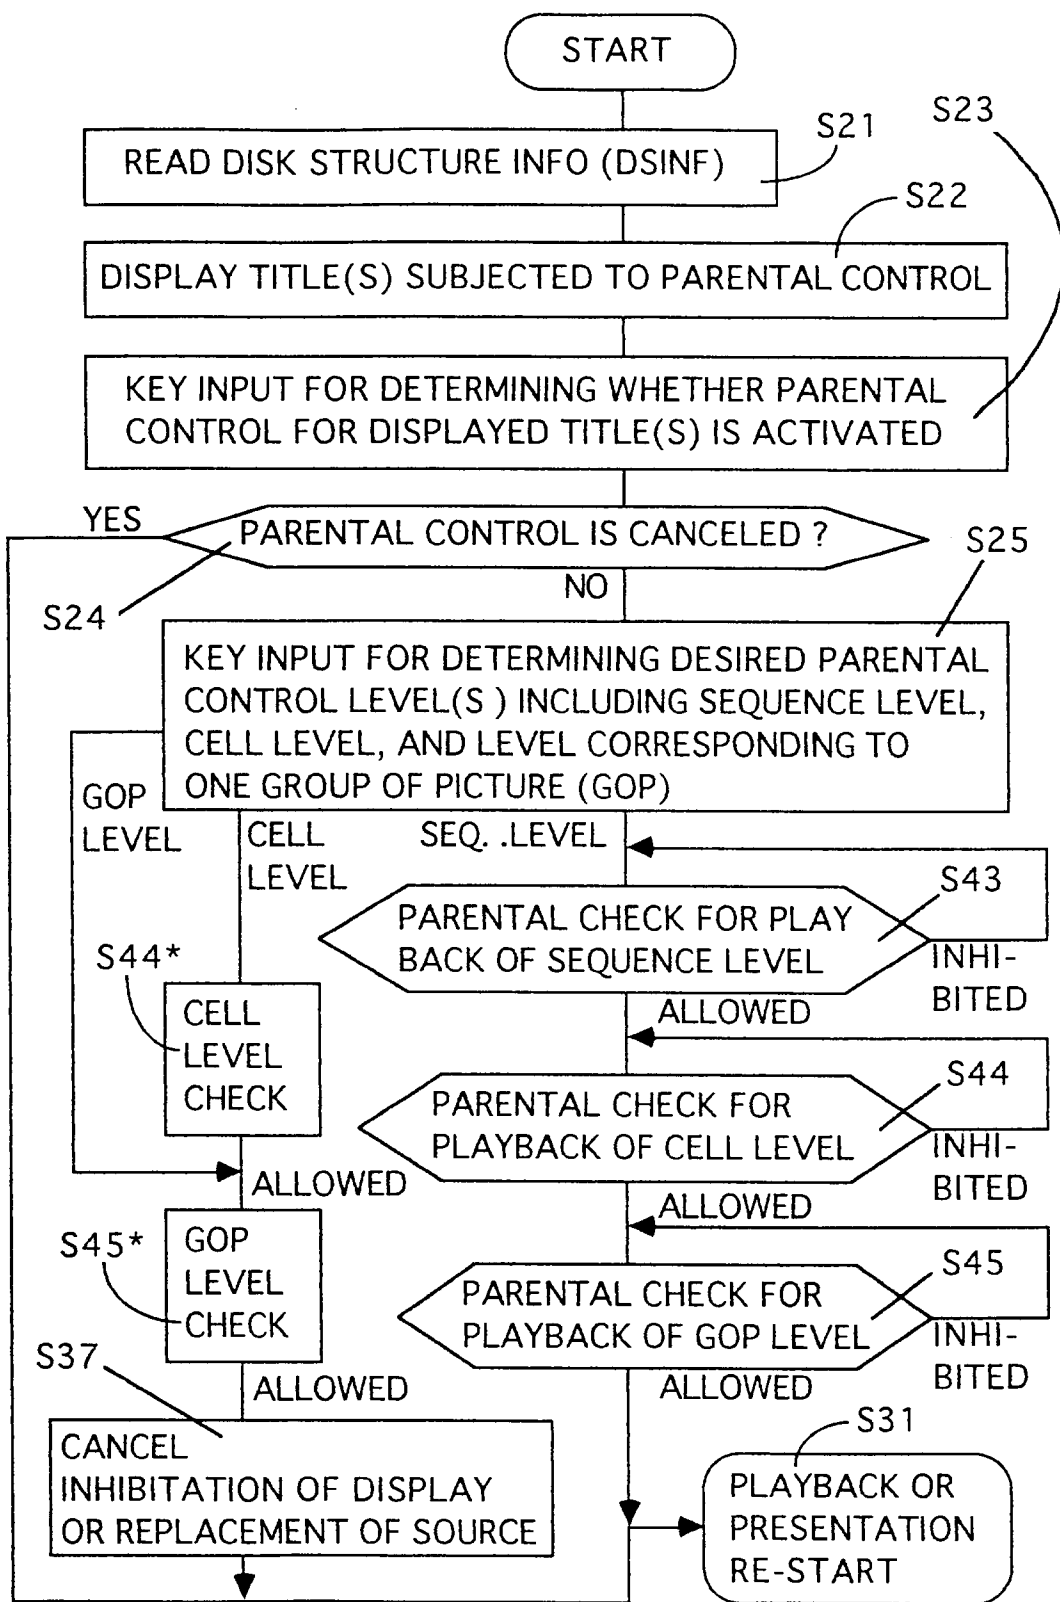 START
S23
S21
READ DISK STRUCTURE INFO (DSINF)
S22
DISPLAY TITLE(S) SUBJECTED TO PARENTAL CONTROL
KEY INPUT FOR DETERMINING WHETHER PARENTAL
CONTROL FOR DISPLAYED TITLE(S) IS ACTIVATED
YES
PARENTAL CONTROL IS CANCELED ?
S25
NO
S24
KEY INPUT FOR DETERMINING DESIRED PARENTAL
CONTROL LEVEL(S ) INCLUDING SEQUENCE LEVEL,
CELL LEVEL, AND LEVEL CORRESPONDING TO
ONE GROUP OF PICTURE (GOP)
GOP
LEVEL
CELL
LEVEL
SEQ. .LEVEL
S43
PARENTAL CHECK FOR PLAY
BACK OF SEQUENCE LEVEL
INHI-
BITED
S44*
CELL
LEVEL
CHECK
ALLOWED
S44
PARENTAL CHECK FOR
PLAYBACK OF CELL LEVEL
INHI-
BITED
ALLOWED
ALLOWED
S45*
GOP
LEVEL
CHECK
S45
PARENTAL CHECK FOR
PLAYBACK OF GOP LEVEL
INHI-
BITED
S37
ALLOWED
ALLOWED
CANCEL
INHIBITATION OF DISPLAY
OR REPLACEMENT OF SOURCE
S31
PLAYBACK OR
PRESENTATION
RE-START